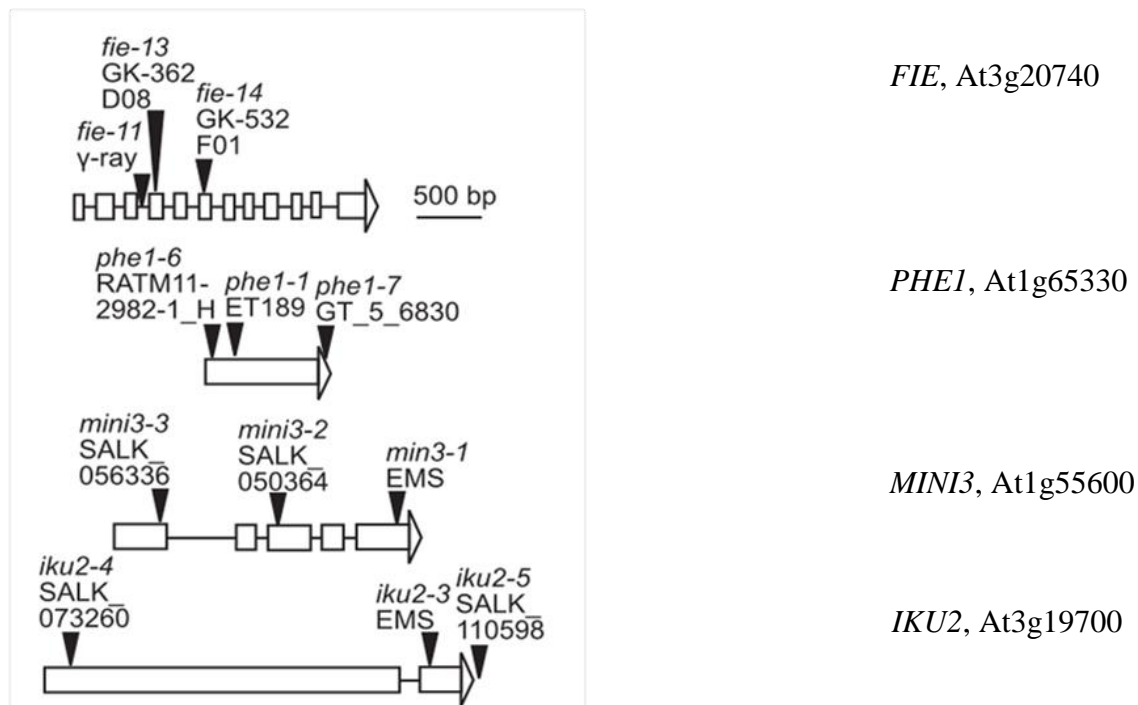 fie-13
GK-362
D08
fie-14
GK-532
F01
fie-11
γ-ray
500 bp
FIE, At3g20740
phe1-6
RATM11-
2982-1_H
phe1-1
ET189
phe1-7
GT_5_6830
PHE1, At1g65330
mini3-3
SALK_
056336
mini3-2
SALK_
050364
min3-1
EMS
MINI3, At1g55600
iku2-4
SALK_
073260
iku2-3
EMS
iku2-5
SALK_
110598
IKU2, At3g19700